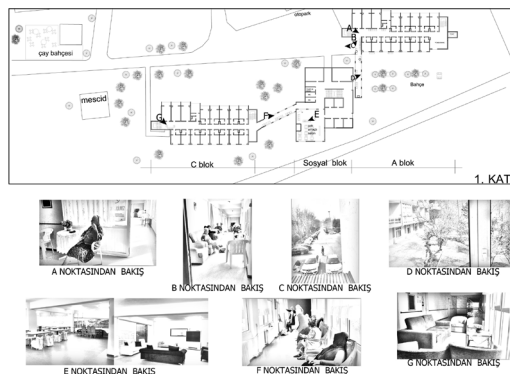 otopark
A
B
çay bahçesi
D
Bahçe
mescid
G
F
E
C blok
Sosyal blok
A blok
1. KAT
A NOKTASINDAN BAKIŞ
B NOKTASINDAN BAKIŞ
C NOKTASINDAN BAKIŞ
D NOKTASINDAN BAKIŞ
E NOKTASINDAN BAKIŞ
F NOKTASINDAN BAKIŞ
G NOKTASINDAN BAKIŞ